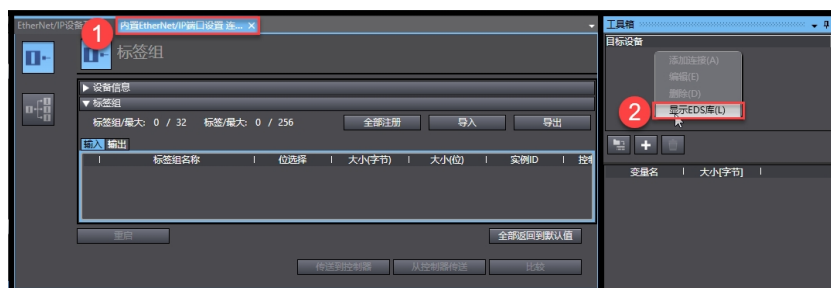 EtherNet/IP设备
1
内置EtherNet/IP端口设置 连... ×
标签组
▶ 设备信息
▼ 标签组
标签组/最大: 0 / 32 标签/最大: 0 / 256 全部注册 导入 导出
输入 输出
标签组名称 | 位选择 | 大小(字节) | 大小(位) | 实例ID | 控制
重启 全部返回到默认值
传送到控制器 从控制器传送 比较
工具箱
目标设备
添加连接(A)
编辑(E)
删除(D)
2
显示EDS库(L)
变量名 | 大小[字节] |